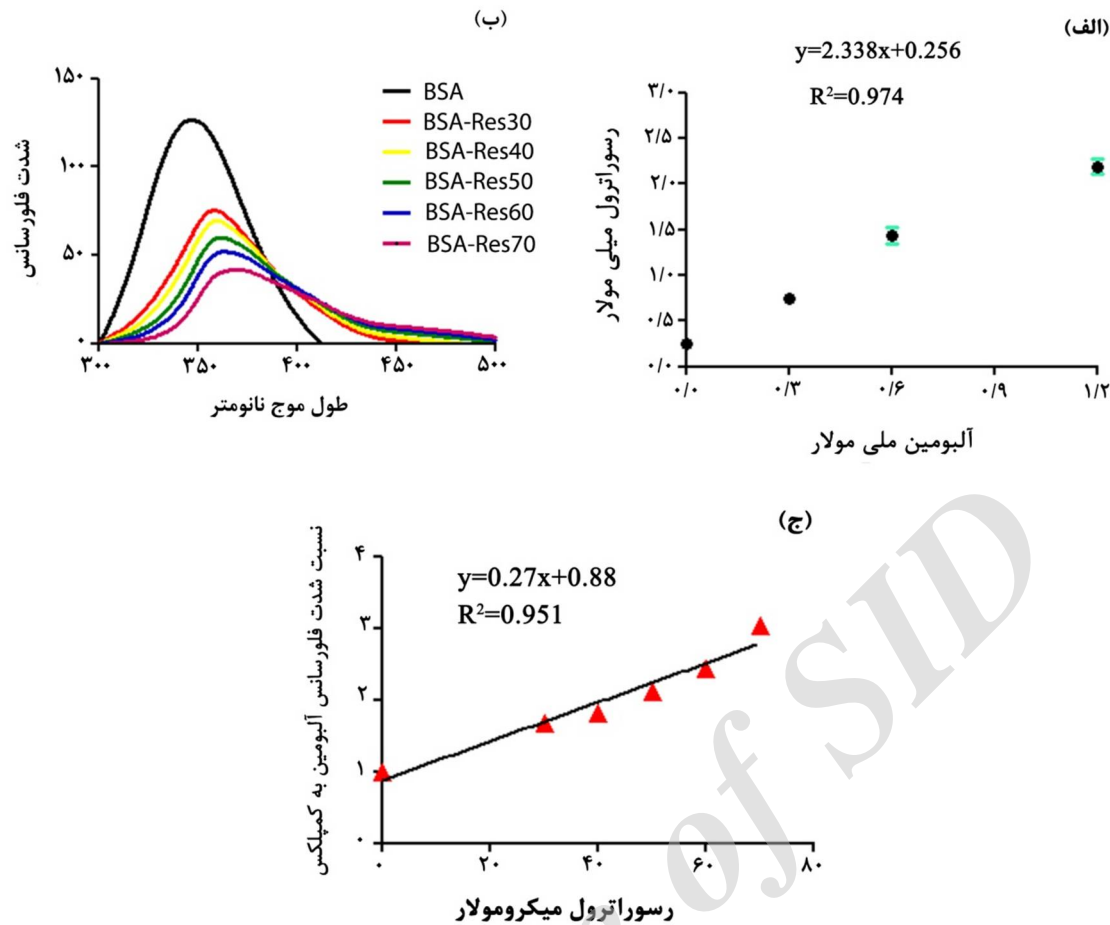 (الف)
y=2.338x+0.256
R²=0.974
رسوراترول میلی مولار
۳/۰
۲/۵
۲/۰
۱/۵
۱/۰
۰/۵
۰/۰
۰/۰ ۰/۳ ۰/۶ ۰/۹ ۱/۲
آلبومین ملی مولار
(ب)
شدت فلورسانس
۱۵۰
۱۰۰
۵۰
۰
۳۰۰ ۳۵۰ ۴۰۰ ۴۵۰ ۵۰۰
طول موج نانومتر
BSA
BSA-Res30
BSA-Res40
BSA-Res50
BSA-Res60
BSA-Res70
(ج)
y=0.27x+0.88
R²=0.951
نسبت شدت فلورسانس آلبومین به کمپلکس
۴
۳
۲
۱
۰
۰ ۲۰ ۴۰ ۶۰ ۸۰
رسوراترول میکرومولار
of SID